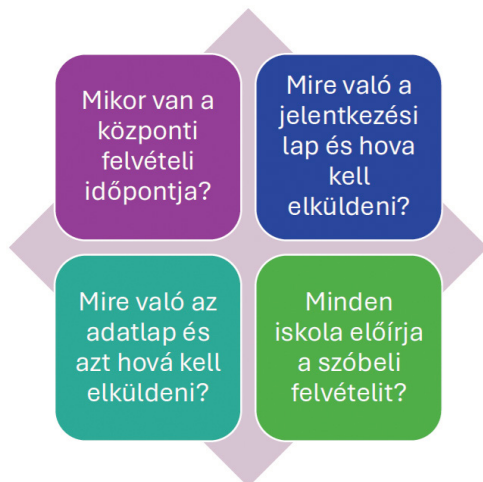 Mikor van a
központi
felvételi
időpontja?
Mire való a
jelentkezési
lap és hova
kell
elküldeni?
Mire való az
adatlap és
azt hová kell
elküldeni?
Minden
iskola előírja
a szóbeli
felvételit?